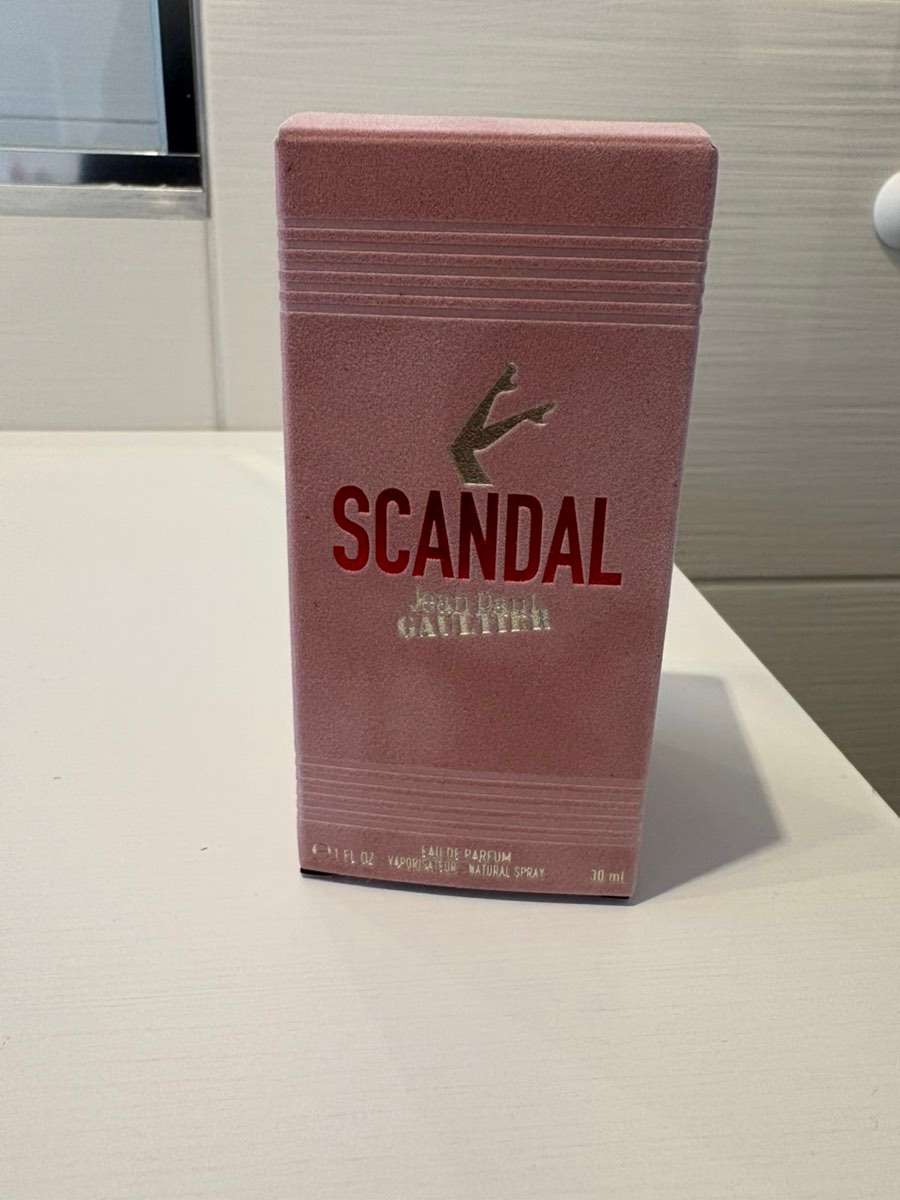 SCANDAL
Jean Paul
GAULTIER
EAU DE PARFUM
℮ 1 FL OZ VAPORISATEUR NATURAL SPRAY 30 ml